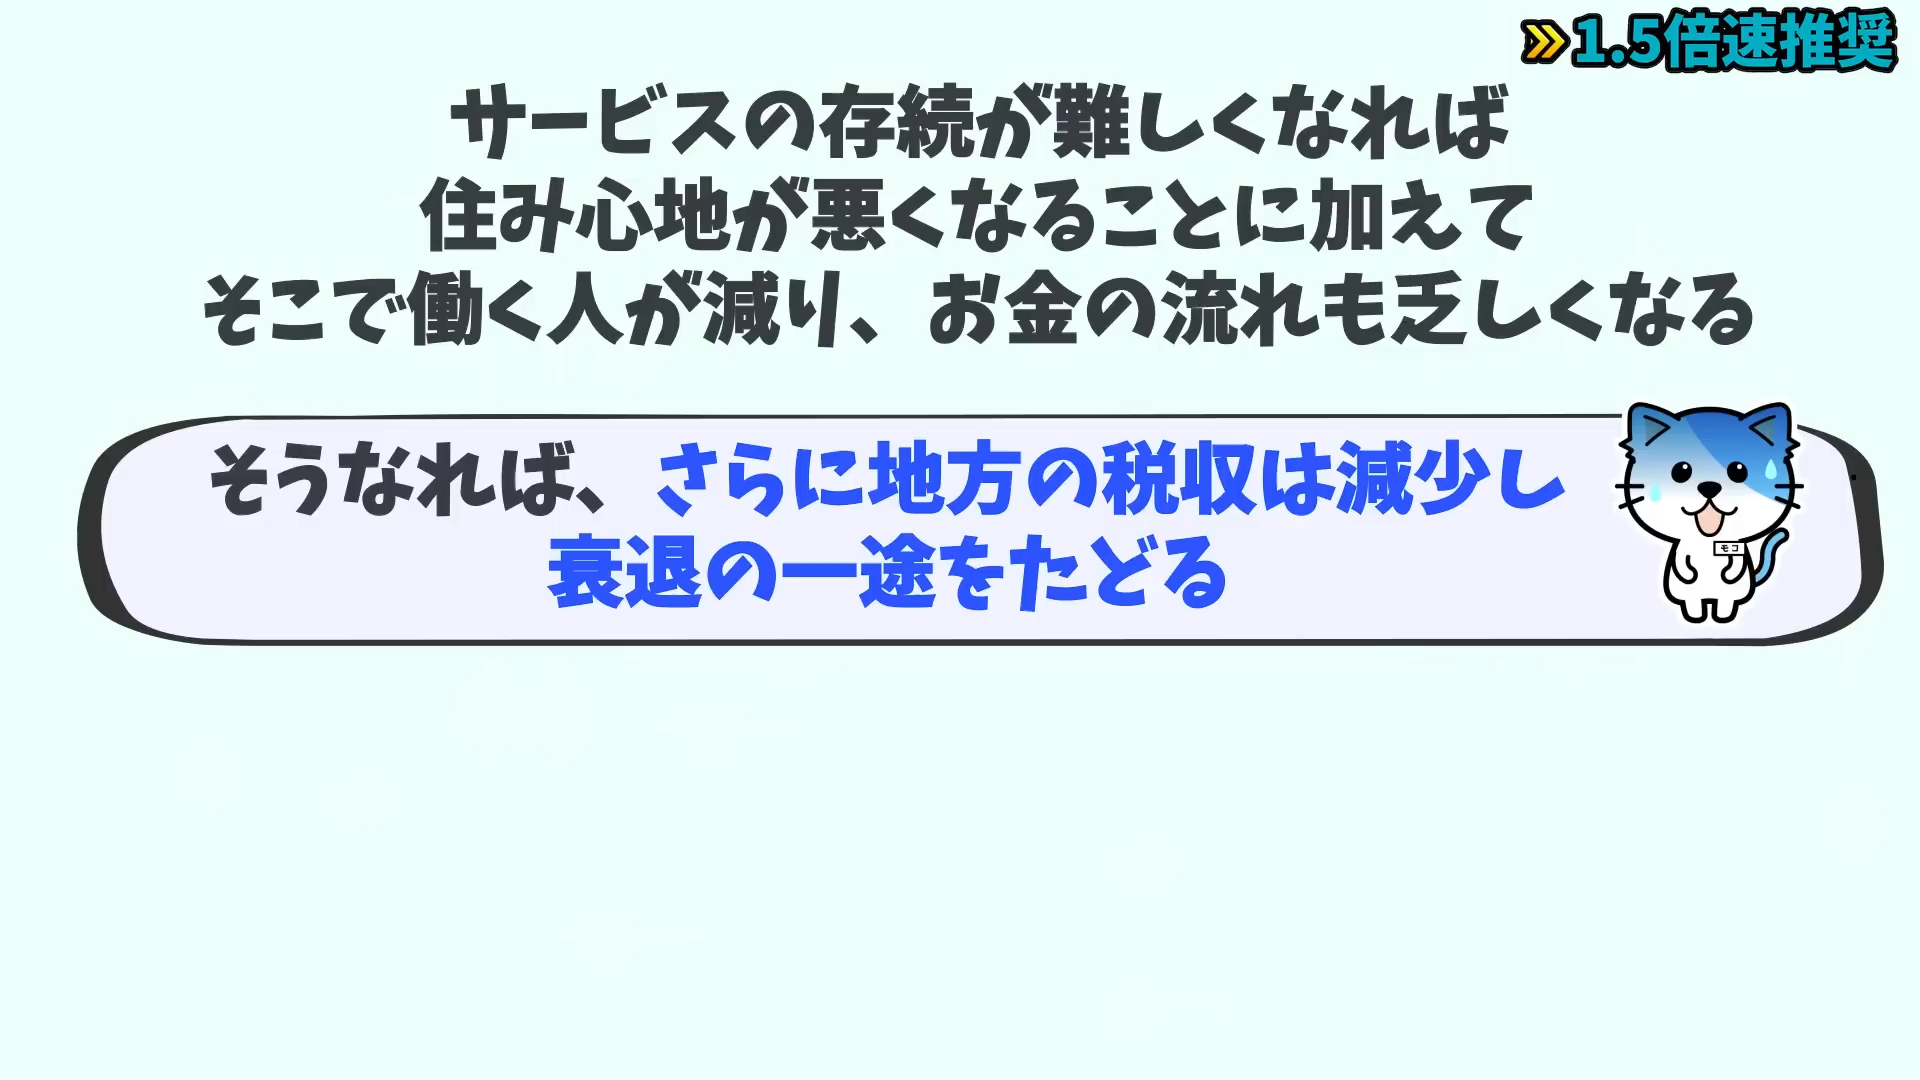 1.5倍速推奨
サービスの存続が難しくなれば
住み心地が悪くなることに加えて
そこで働く人が減り、お金の流れも乏しくなる
そうなれば、さらに地方の税収は減少し
衰退の一途をたどる
モコ